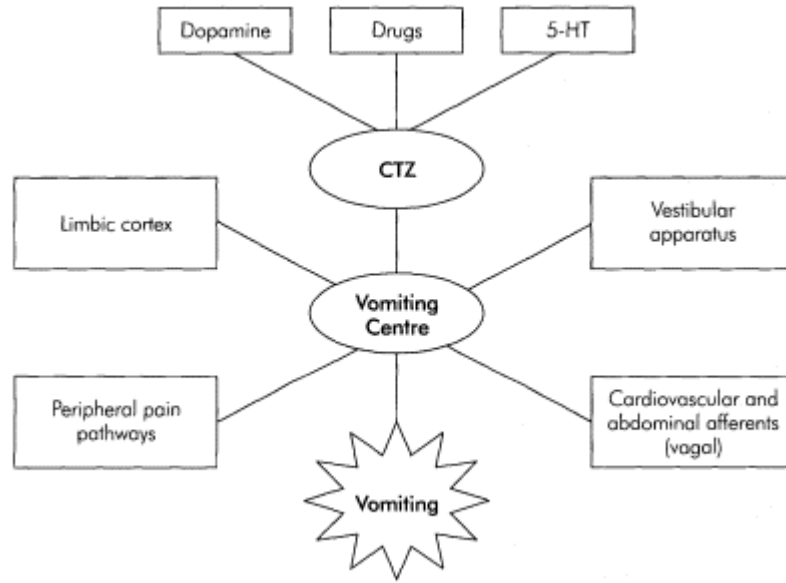 Dopamine
Drugs
5-HT
CTZ
Limbic cortex
Vestibular
apparatus
Vomiting
Centre
Peripheral pain
pathways
Cardiovascular and
abdominal afferents
(vagal)
Vomiting